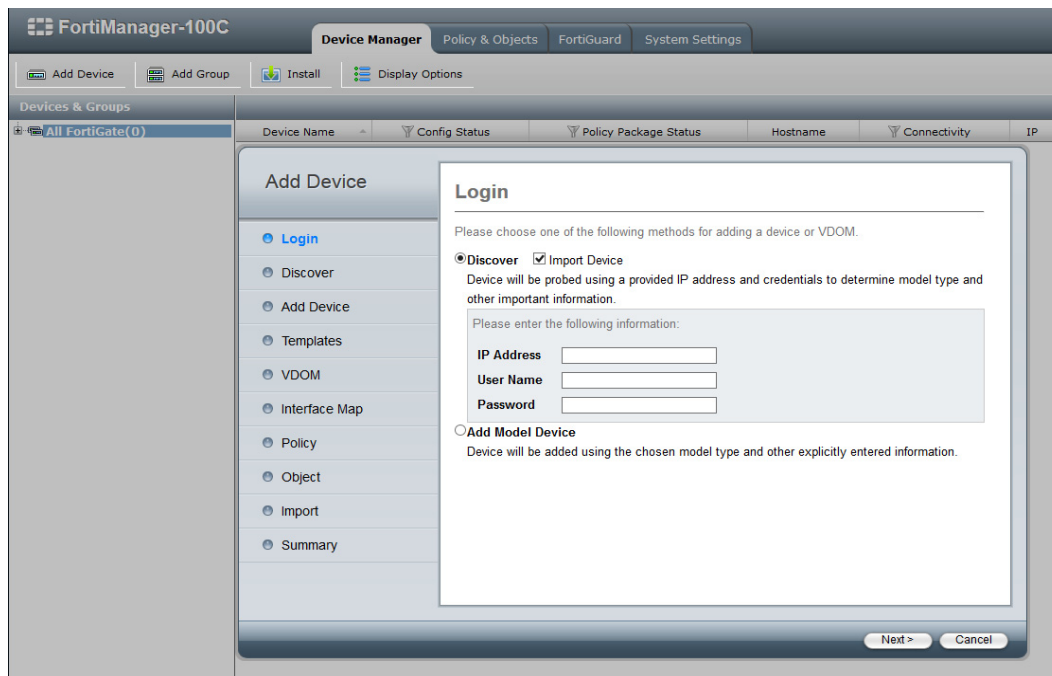 FortiManager-100C
Device Manager
Policy & Objects
FortiGuard
System Settings
Add Device
Add Group
Install
Display Options
Devices & Groups
All FortiGate(0)
Device Name
Config Status
Policy Package Status
Hostname
Connectivity
IP
Add Device
Login
Discover
Add Device
Templates
VDOM
Interface Map
Policy
Object
Import
Summary
Login
Please choose one of the following methods for adding a device or VDOM.
Discover
Import Device
Device will be probed using a provided IP address and credentials to determine model type and
other important information.
Please enter the following information:
IP Address
User Name
Password
Add Model Device
Device will be added using the chosen model type and other explicitly entered information.
Next >
Cancel